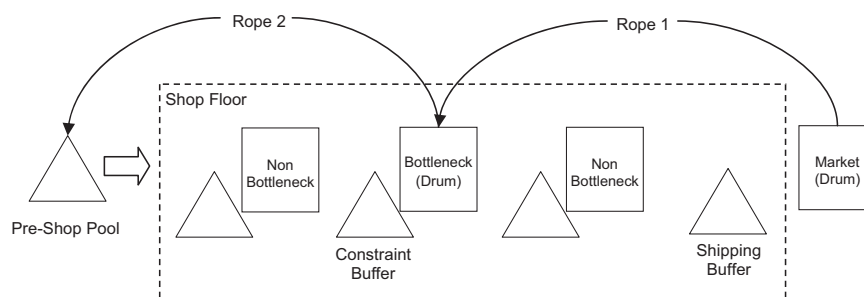 Rope 2
Rope 1
Shop Floor
Non
Bottleneck
Bottleneck
(Drum)
Non
Bottleneck
Market
(Drum)
Pre-Shop Pool
Constraint
Buffer
Shipping
Buffer